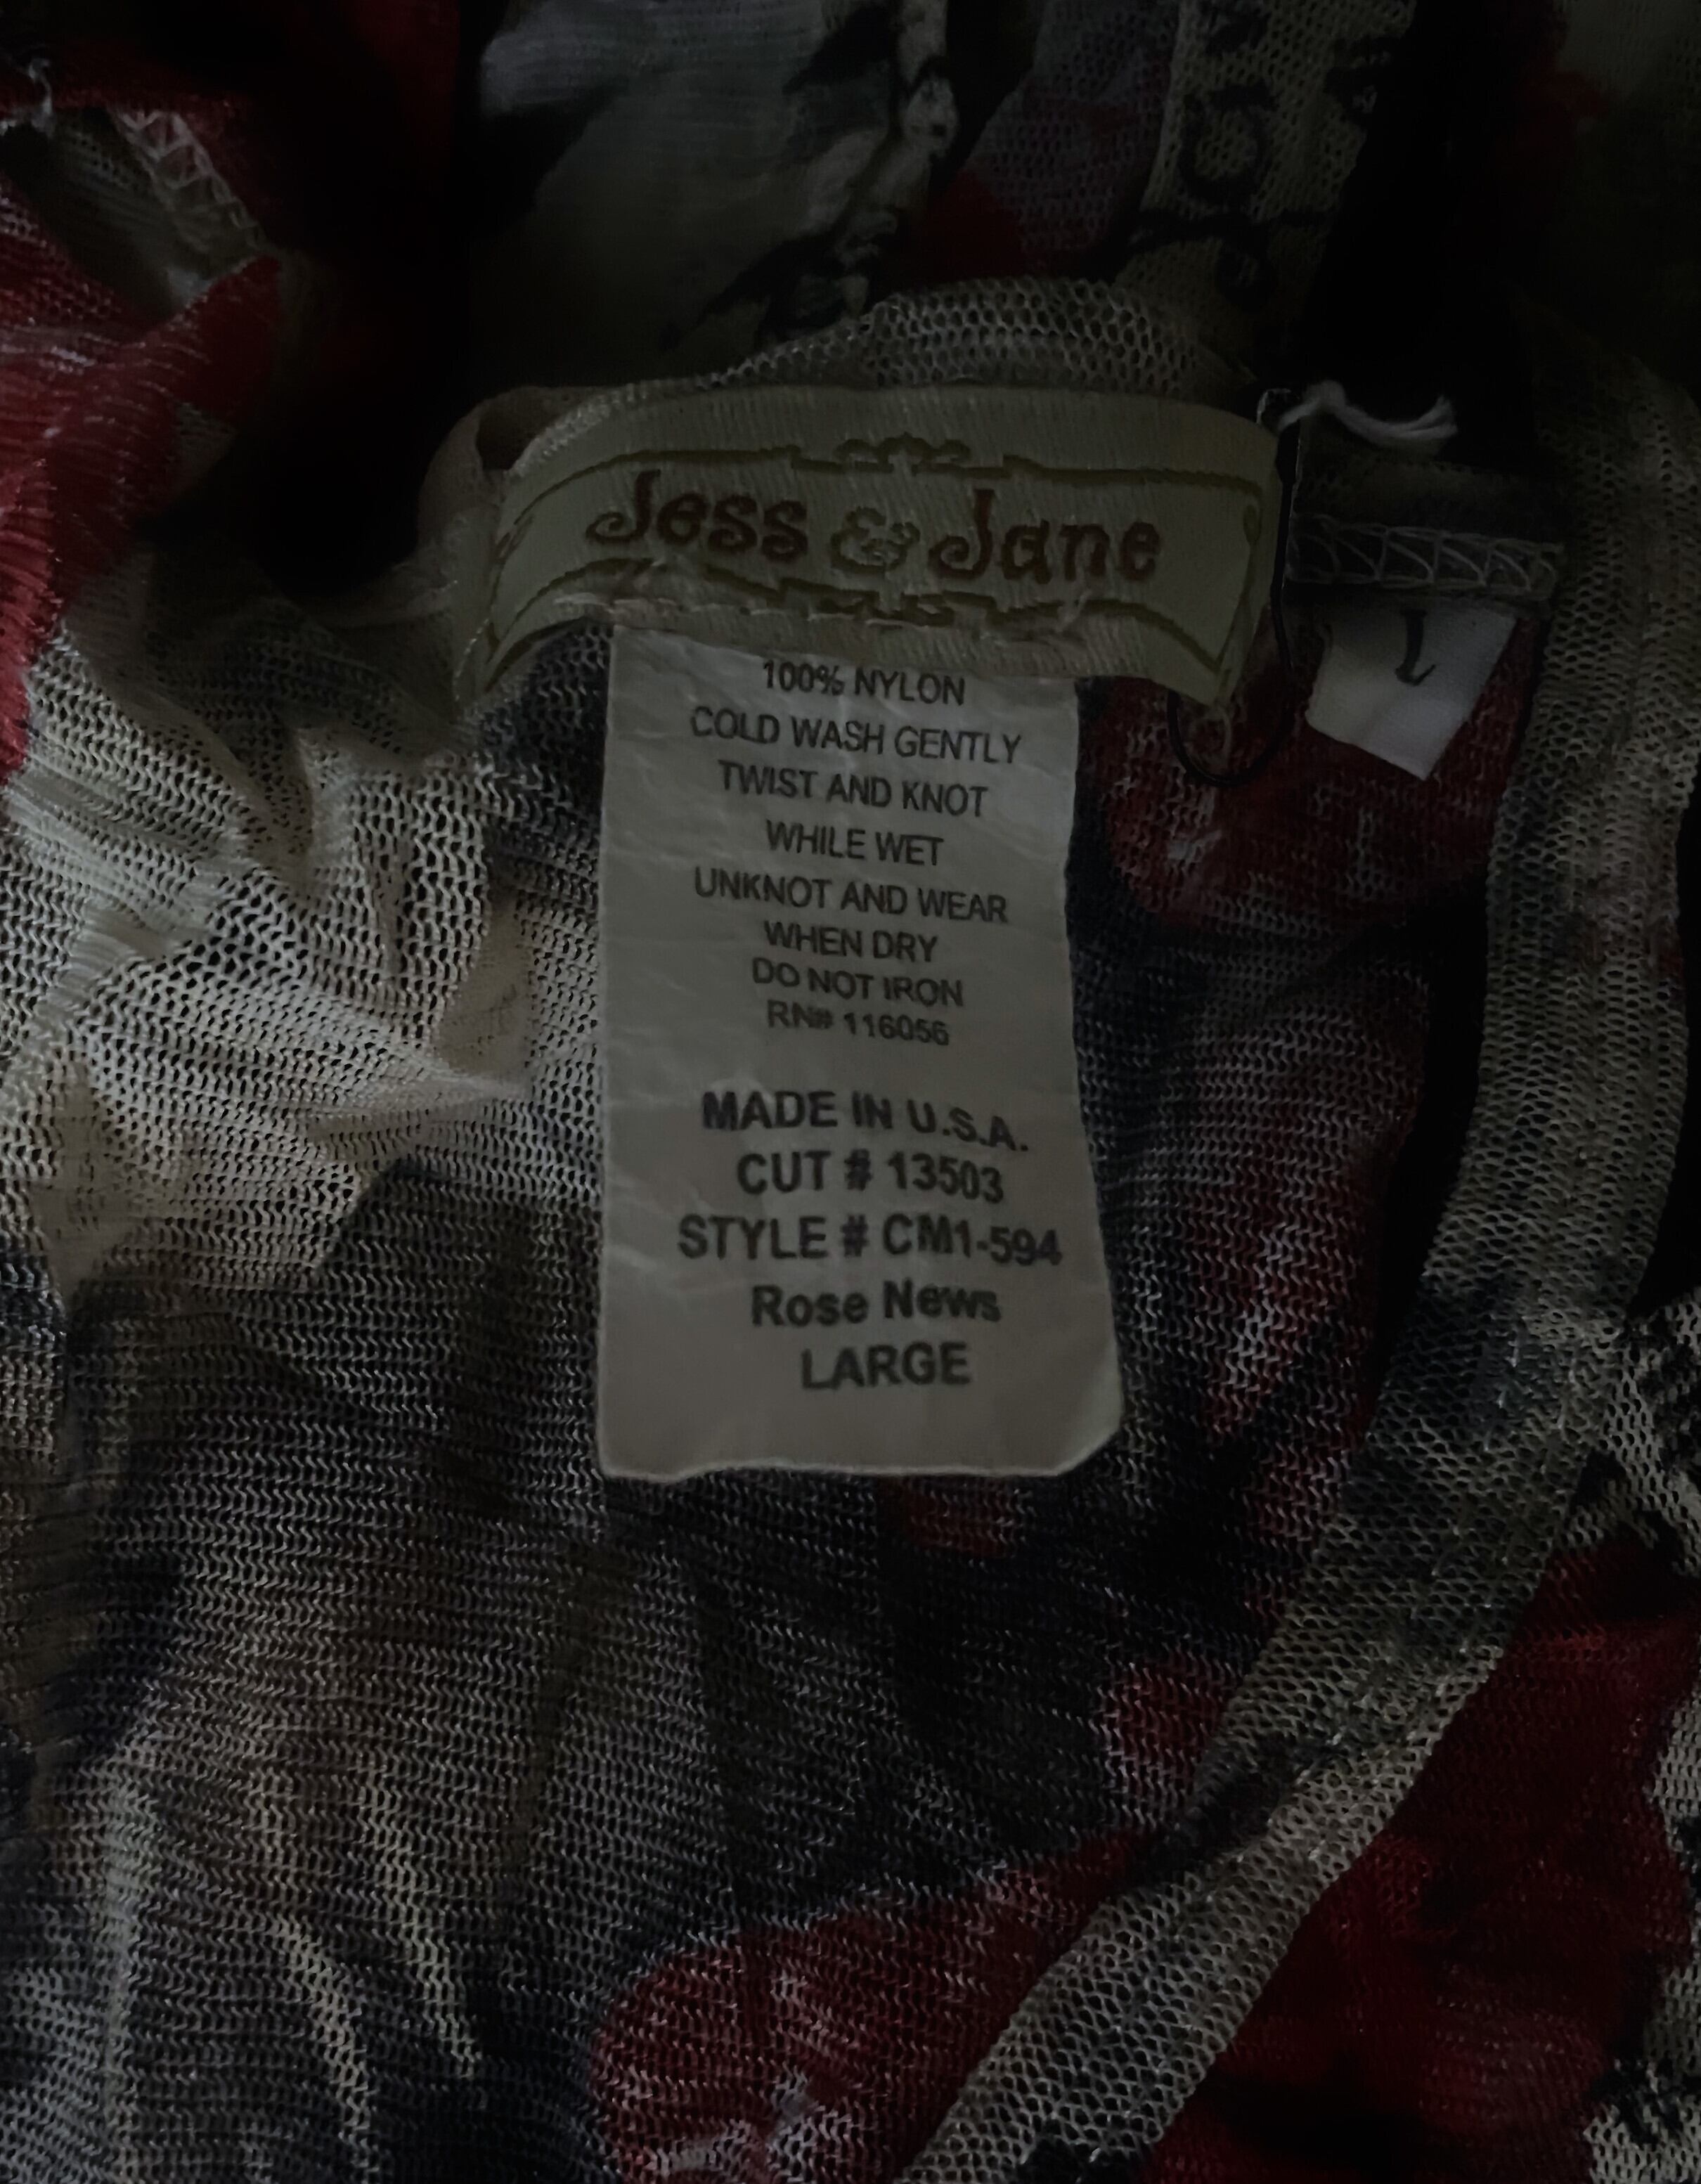 Jess & Jane
100% NYLON
COLD WASH GENTLY
TWIST AND KNOT
WHILE WET
UNKNOT AND WEAR
WHEN DRY
DO NOT IRON
RN# 116056
MADE IN U.S.A.
CUT # 13503
STYLE # CM1-594
Rose News
LARGE